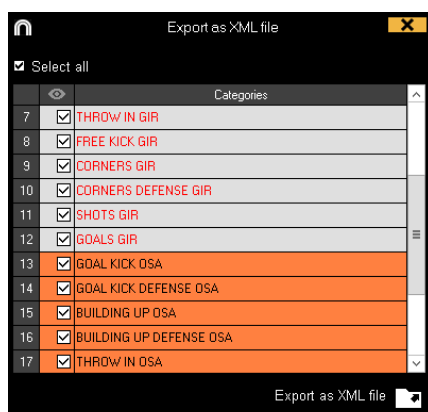 Export as XML file
Select all
Categories
7 THROW IN GIR
8 FREE KICK GIR
9 CORNERS GIR
10 CORNERS DEFENSE GIR
11 SHOTS GIR
12 GOALS GIR
13 GOAL KICK OSA
14 GOAL KICK DEFENSE OSA
15 BUILDING UP OSA
16 BUILDING UP DEFENSE OSA
17 THROW IN OSA
Export as XML file